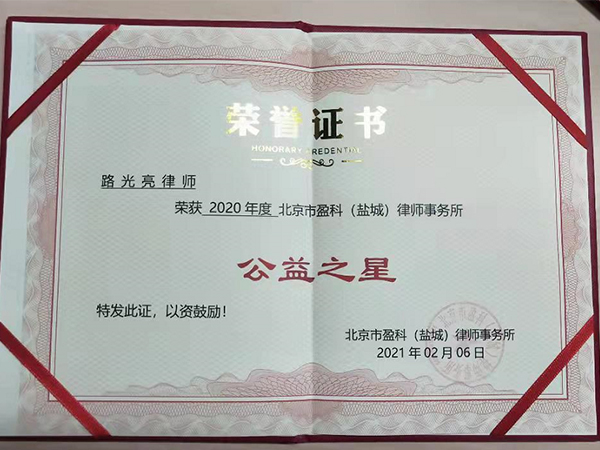 荣誉证书
HONORARY CREDENTIAL
路光亮律师
荣获 2020 年度 北京市盈科（盐城）律师事务所
公益之星
特发此证，以资鼓励！
北京市盈科（盐城）律师事务所
2021 年 02 月 06 日